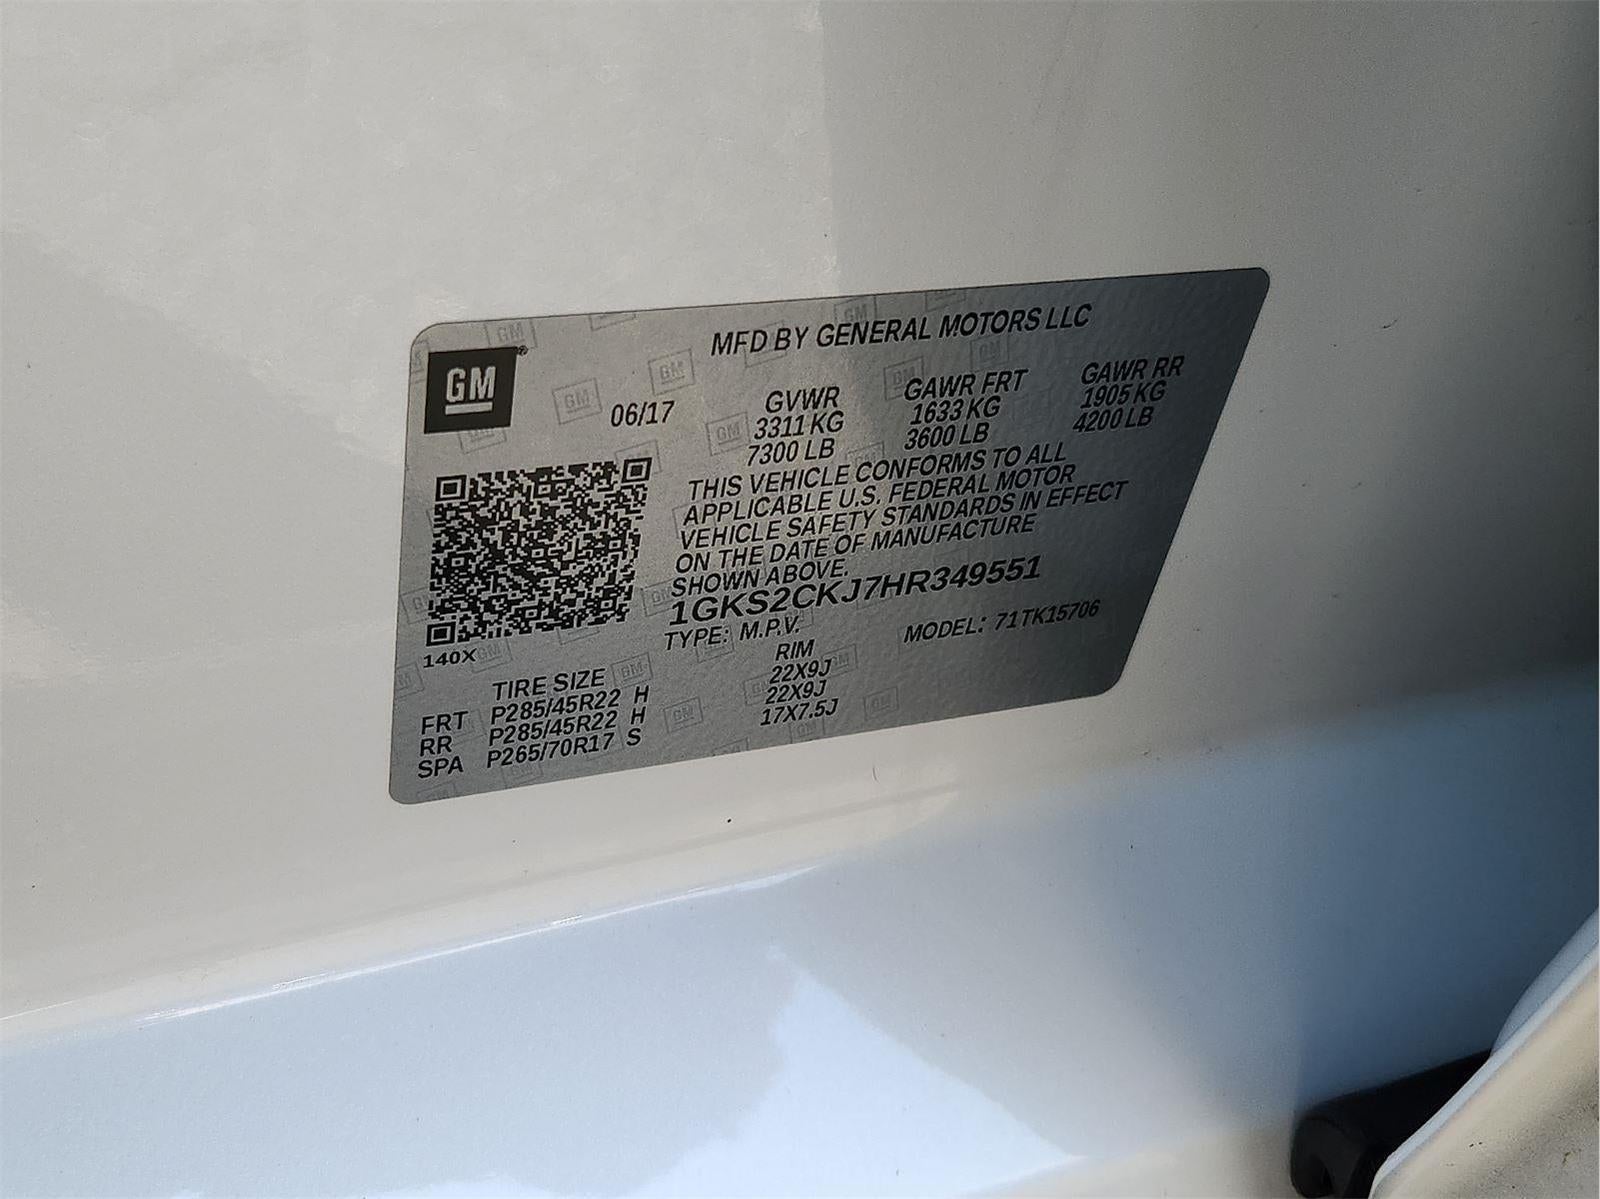 MFD BY GENERAL MOTORS LLC
GM
06/17
GVWR GAWR FRT GAWR RR
3311 KG 1633 KG 1905 KG
7300 LB 3600 LB 4200 LB
THIS VEHICLE CONFORMS TO ALL
APPLICABLE U.S. FEDERAL MOTOR
VEHICLE SAFETY STANDARDS IN EFFECT
ON THE DATE OF MANUFACTURE
SHOWN ABOVE.
1GKS2CKJ7HR349551
TYPE: M.P.V. MODEL: 71TK15706
140X
TIRE SIZE RIM
FRT P285/45R22 H 22X9J
RR P285/45R22 H 22X9J
SPA P265/70R17 S 17X7.5J